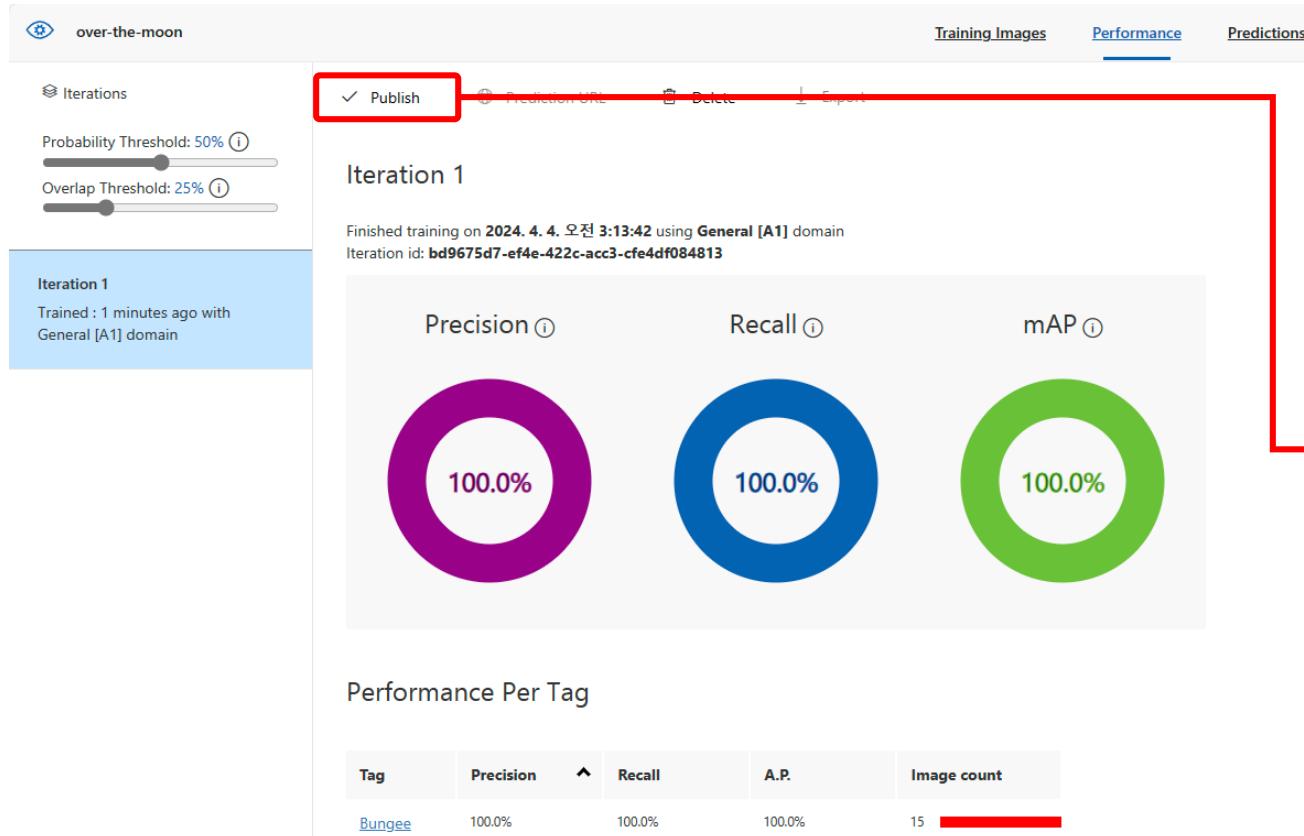 over-the-moon
Training Images Performance Predictions
Iterations
Probability Threshold: 50%
Overlap Threshold: 25%
Iteration 1
Trained : 1 minutes ago with
General [A1] domain
Publish Prediction URL Delete Export
Iteration 1
Finished training on 2024. 4. 4. 오전 3:13:42 using General [A1] domain
Iteration id: bd9675d7-ef4e-422c-acc3-cfe4df084813
Precision Recall mAP
100.0% 100.0% 100.0%
Performance Per Tag
Tag Precision Recall A.P. Image count
Bungee 100.0% 100.0% 100.0% 15